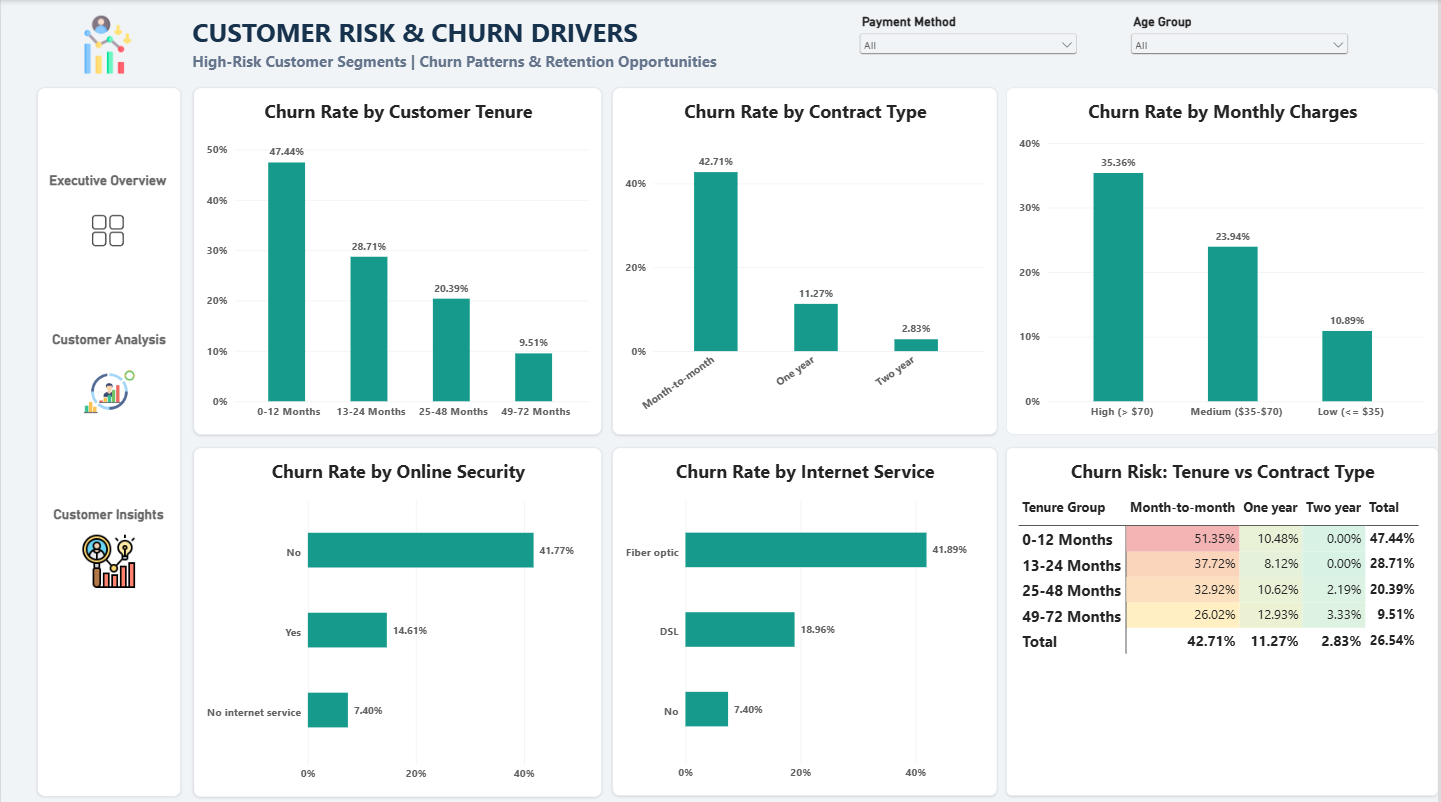 CUSTOMER RISK & CHURN DRIVERS
High-Risk Customer Segments | Churn Patterns & Retention Opportunities
Payment Method
All
Age Group
All
Executive Overview
Customer Analysis
Customer Insights
Churn Rate by Customer Tenure
50%
40%
30%
20%
10%
0%
47.44%
28.71%
20.39%
9.51%
0-12 Months
13-24 Months
25-48 Months
49-72 Months
Churn Rate by Contract Type
40%
20%
0%
42.71%
11.27%
2.83%
Month-to-month
One year
Two year
Churn Rate by Monthly Charges
40%
30%
20%
10%
0%
35.36%
23.94%
10.89%
High (> $70)
Medium ($35-$70)
Low (<= $35)
Churn Rate by Online Security
No
41.77%
Yes
14.61%
No internet service
7.40%
0%
20%
40%
Churn Rate by Internet Service
Fiber optic
41.89%
DSL
18.96%
No
7.40%
0%
20%
40%
Churn Risk: Tenure vs Contract Type
Tenure Group Month-to-month One year Two year Total
0-12 Months 51.35% 10.48% 0.00% 47.44%
13-24 Months 37.72% 8.12% 0.00% 28.71%
25-48 Months 32.92% 10.62% 2.19% 20.39%
49-72 Months 26.02% 12.93% 3.33% 9.51%
Total 42.71% 11.27% 2.83% 26.54%